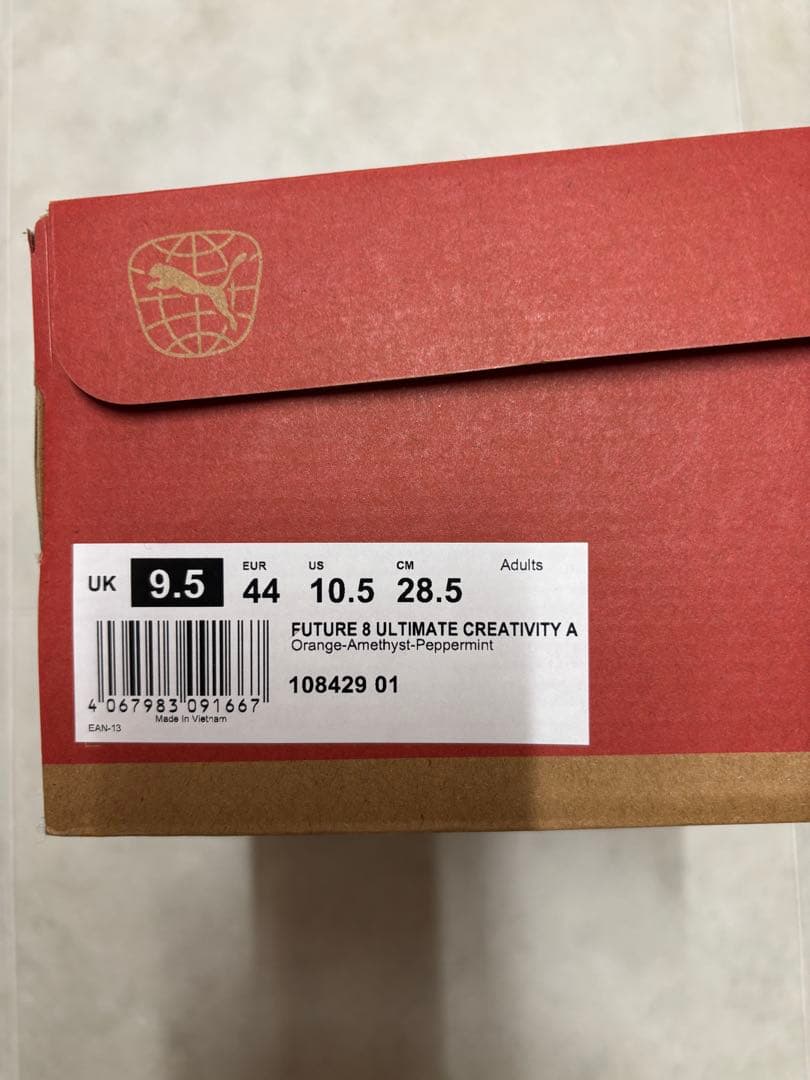 UK 9.5 EUR 44 US 10.5 CM 28.5 Adults
FUTURE 8 ULTIMATE CREATIVITY A
Orange-Amethyst-Peppermint
108429 01
4 067983 091667
Made in Vietnam
EAN-13